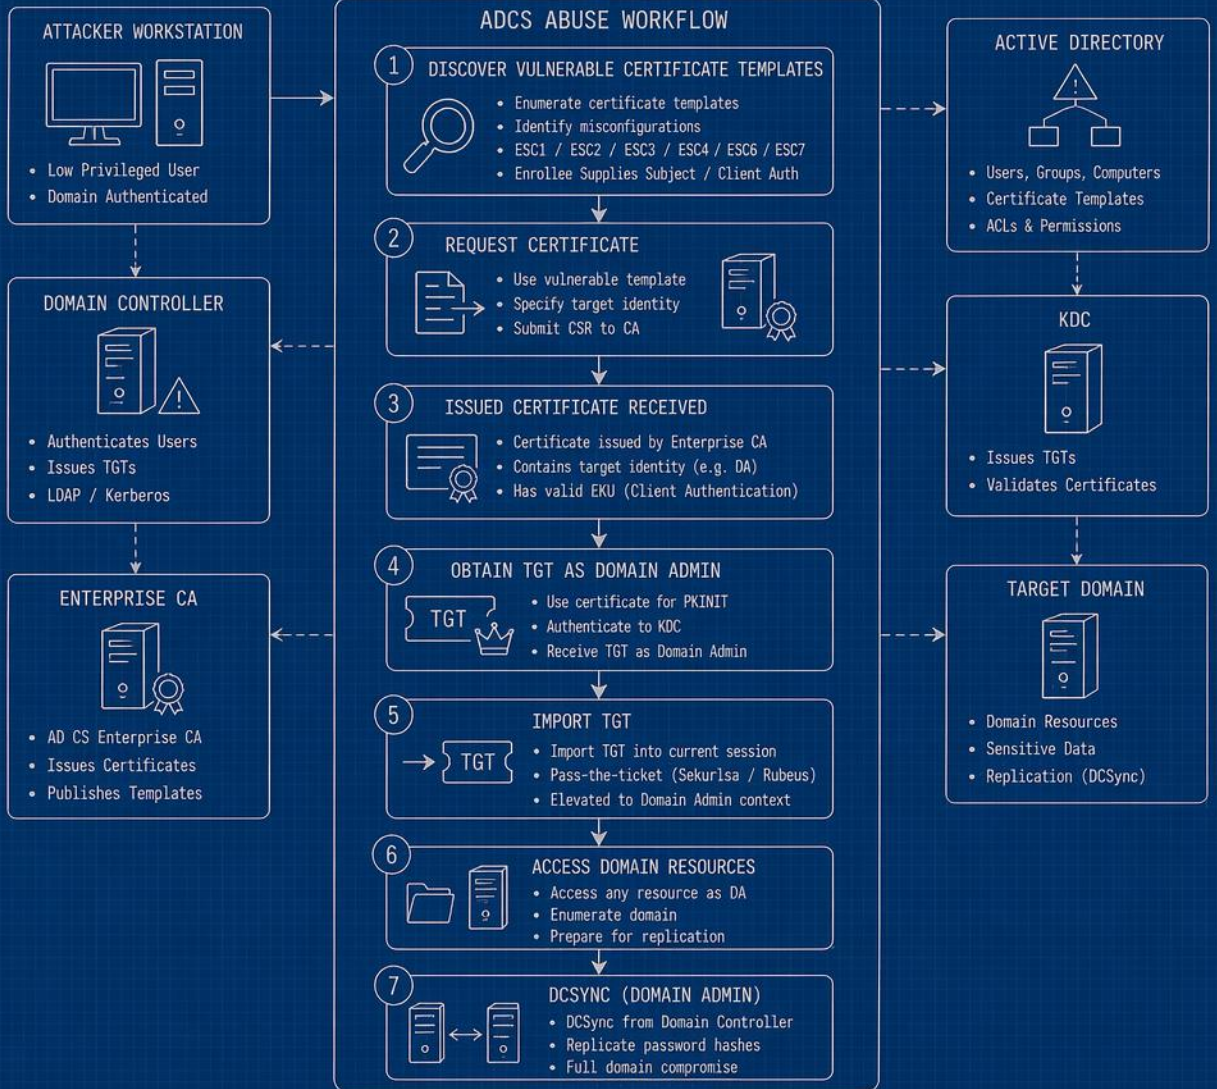 ATTACKER WORKSTATION
• Low Privileged User
• Domain Authenticated
DOMAIN CONTROLLER
• Authenticates Users
• Issues TGTs
• LDAP / Kerberos
ENTERPRISE CA
• AD CS Enterprise CA
• Issues Certificates
• Publishes Templates
ADCS ABUSE WORKFLOW
1
DISCOVER VULNERABLE CERTIFICATE TEMPLATES
• Enumerate certificate templates
• Identify misconfigurations
• ESC1 / ESC2 / ESC3 / ESC4 / ESC6 / ESC7
• Enrollee Supplies Subject / Client Auth
2
REQUEST CERTIFICATE
• Use vulnerable template
• Specify target identity
• Submit CSR to CA
3
ISSUED CERTIFICATE RECEIVED
• Certificate issued by Enterprise CA
• Contains target identity (e.g. DA)
• Has valid EKU (Client Authentication)
4
OBTAIN TGT AS DOMAIN ADMIN
TGT
• Use certificate for PKINIT
• Authenticate to KDC
• Receive TGT as Domain Admin
5
IMPORT TGT
TGT
• Import TGT into current session
• Pass-the-ticket (Sekurlsa / Rubeus)
• Elevated to Domain Admin context
6
ACCESS DOMAIN RESOURCES
• Access any resource as DA
• Enumerate domain
• Prepare for replication
7
DCSYNC (DOMAIN ADMIN)
• DCSync from Domain Controller
• Replicate password hashes
• Full domain compromise
ACTIVE DIRECTORY
• Users, Groups, Computers
• Certificate Templates
• ACLs & Permissions
KDC
• Issues TGTs
• Validates Certificates
TARGET DOMAIN
• Domain Resources
• Sensitive Data
• Replication (DCSync)